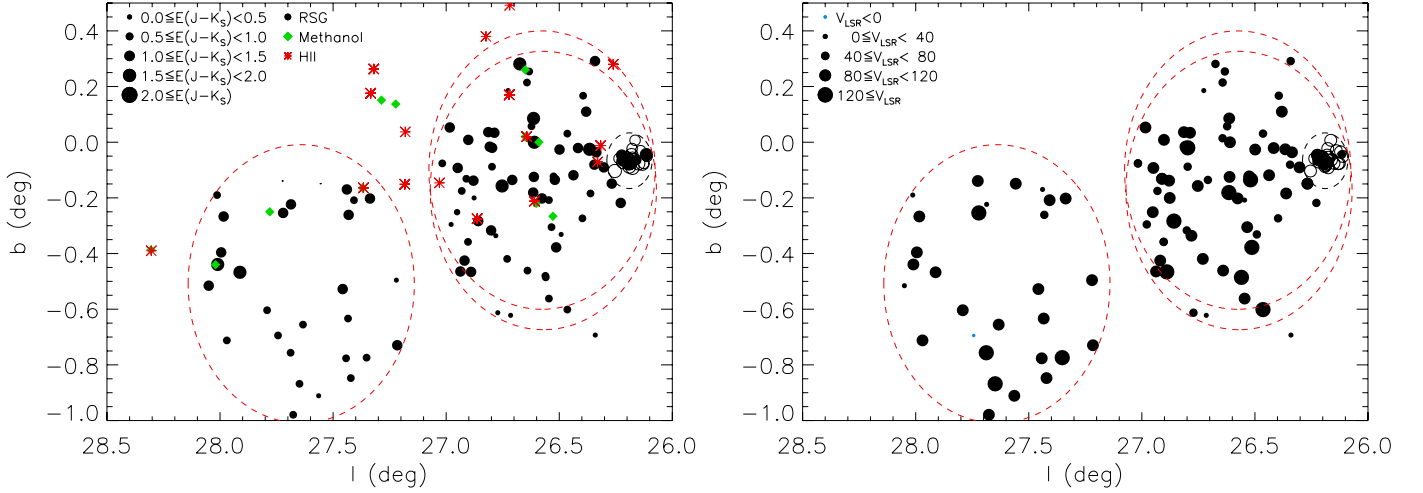 0.0≦E(J−K_S)<0.5
0.5≦E(J−K_S)<1.0
1.0≦E(J−K_S)<1.5
1.5≦E(J−K_S)<2.0
2.0≦E(J−K_S)
RSG
Methanol
HII
0.4
0.2
0.0
−0.2
−0.4
−0.6
−0.8
−1.0
b (deg)
28.5 28.0 27.5 27.0 26.5 26.0
l (deg)
V_LSR<0
0≦V_LSR< 40
40≦V_LSR< 80
80≦V_LSR<120
120≦V_LSR
0.4
0.2
0.0
−0.2
−0.4
−0.6
−0.8
−1.0
b (deg)
28.5 28.0 27.5 27.0 26.5 26.0
l (deg)